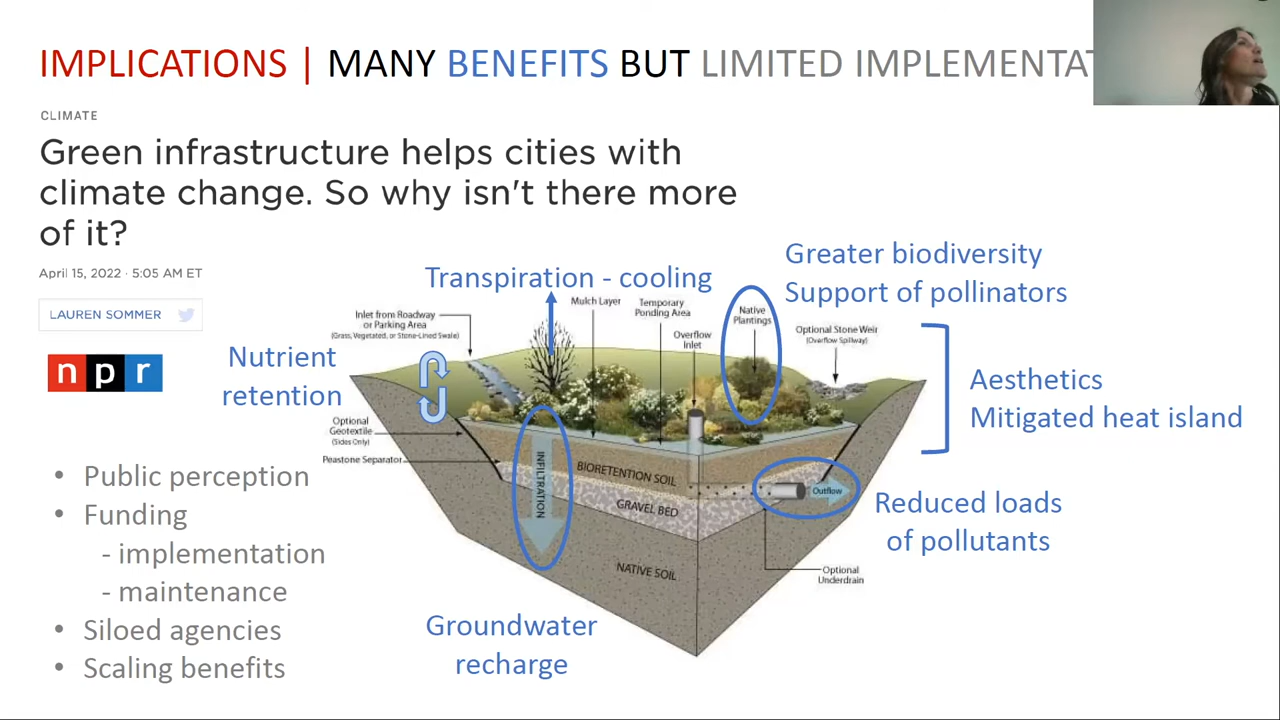 IMPLICATIONS | MANY BENEFITS BUT LIMITED IMPLEMENTAT
CLIMATE
Green infrastructure helps cities with
climate change. So why isn't there more
of it?
April 15, 2022 · 5:05 AM ET
LAUREN SOMMER
npr
Transpiration - cooling
Greater biodiversity
Support of pollinators
Nutrient
retention
Aesthetics
Mitigated heat island
Reduced loads
of pollutants
Groundwater
recharge
Inlet from Roadway
or Parking Area
(Grass, Vegetated, or Stone-Lined Swale)
Mulch Layer
Temporary
Ponding Area
Overflow
Inlet
Native
Plantings
Optional Stone Weir
(Overflow Spillway)
Optional
Geotextile
(Sides Only)
Peastone Separator
INFILTRATION
BIORETENTION SOIL
GRAVEL BED
NATIVE SOIL
Outflow
Optional
Underdrain
• Public perception
• Funding
- implementation
- maintenance
• Siloed agencies
• Scaling benefits